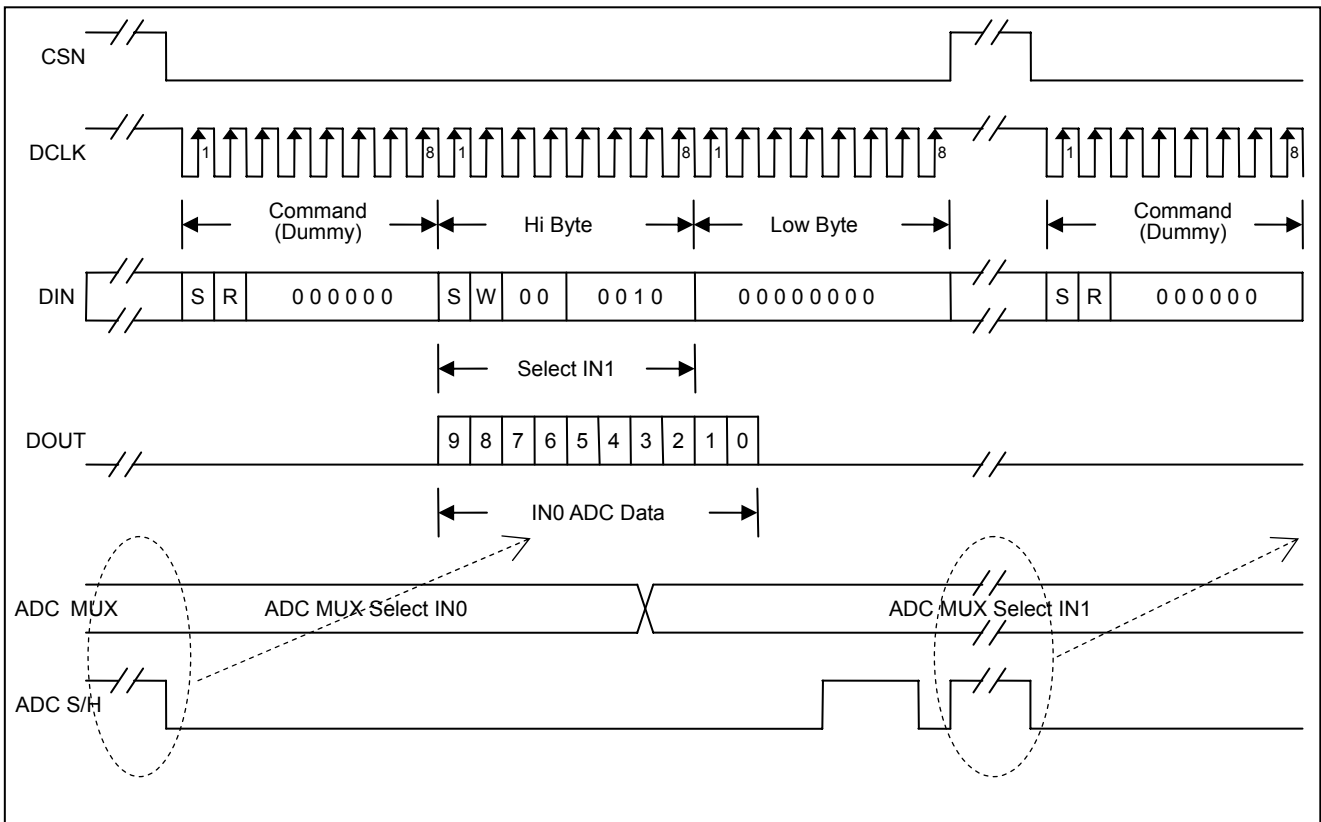 CSN
DCLK
1 8 1 8 1 8 1 8
Command
(Dummy)
Hi Byte
Low Byte
Command
(Dummy)
DIN
S R 0 0 0 0 0 0 S W 0 0 0 0 1 0 0 0 0 0 0 0 0 0 S R 0 0 0 0 0 0
Select IN1
DOUT
9 8 7 6 5 4 3 2 1 0
IN0 ADC Data
ADC MUX
ADC MUX Select IN0
ADC MUX Select IN1
ADC S/H